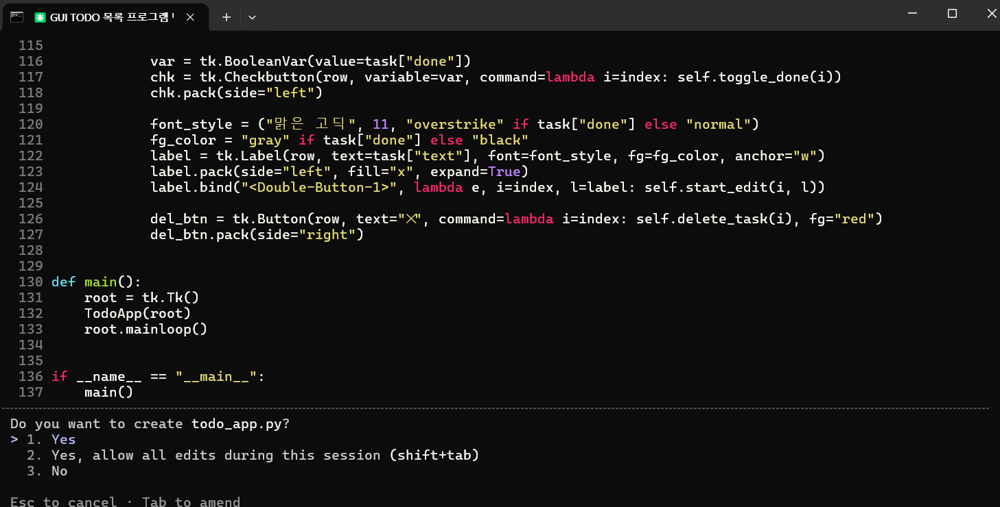 GUI TODO 목록 프로그램
115
116 var = tk.BooleanVar(value=task["done"])
117 chk = tk.Checkbutton(row, variable=var, command=lambda i=index: self.toggle_done(i))
118 chk.pack(side="left")
119
120 font_style = ("맑은 고딕", 11, "overstrike" if task["done"] else "normal")
121 fg_color = "gray" if task["done"] else "black"
122 label = tk.Label(row, text=task["text"], font=font_style, fg=fg_color, anchor="w")
123 label.pack(side="left", fill="x", expand=True)
124 label.bind("<Double-Button-1>", lambda e, i=index, l=label: self.start_edit(i, l))
125
126 del_btn = tk.Button(row, text="✕", command=lambda i=index: self.delete_task(i), fg="red")
127 del_btn.pack(side="right")
128
129
130 def main():
131     root = tk.Tk()
132     TodoApp(root)
133     root.mainloop()
134
135
136 if __name__ == "__main__":
137     main()
Do you want to create todo_app.py?
> 1. Yes
2. Yes, allow all edits during this session (shift+tab)
3. No
Esc to cancel · Tab to amend